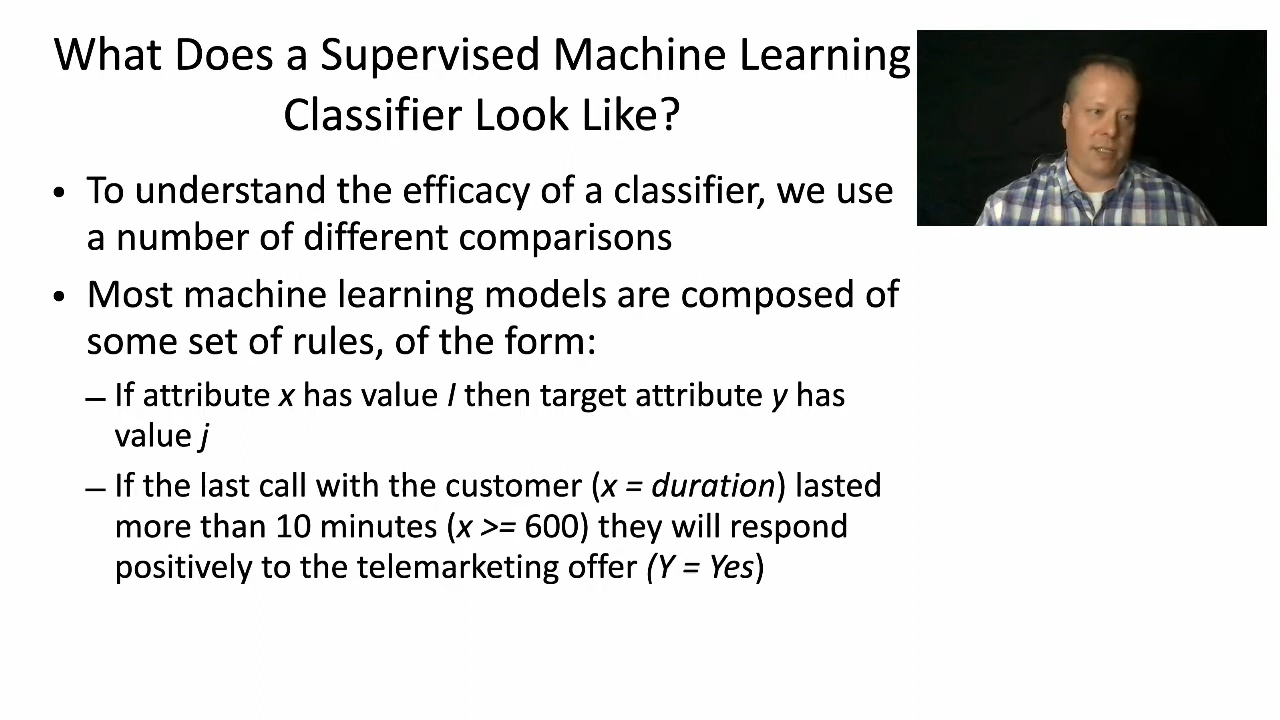 What Does a Supervised Machine Learning
Classifier Look Like?
• To understand the efficacy of a classifier, we use
a number of different comparisons
• Most machine learning models are composed of
some set of rules, of the form:
– If attribute x has value I then target attribute y has
value j
– If the last call with the customer (x = duration) lasted
more than 10 minutes (x >= 600) they will respond
positively to the telemarketing offer (Y = Yes)